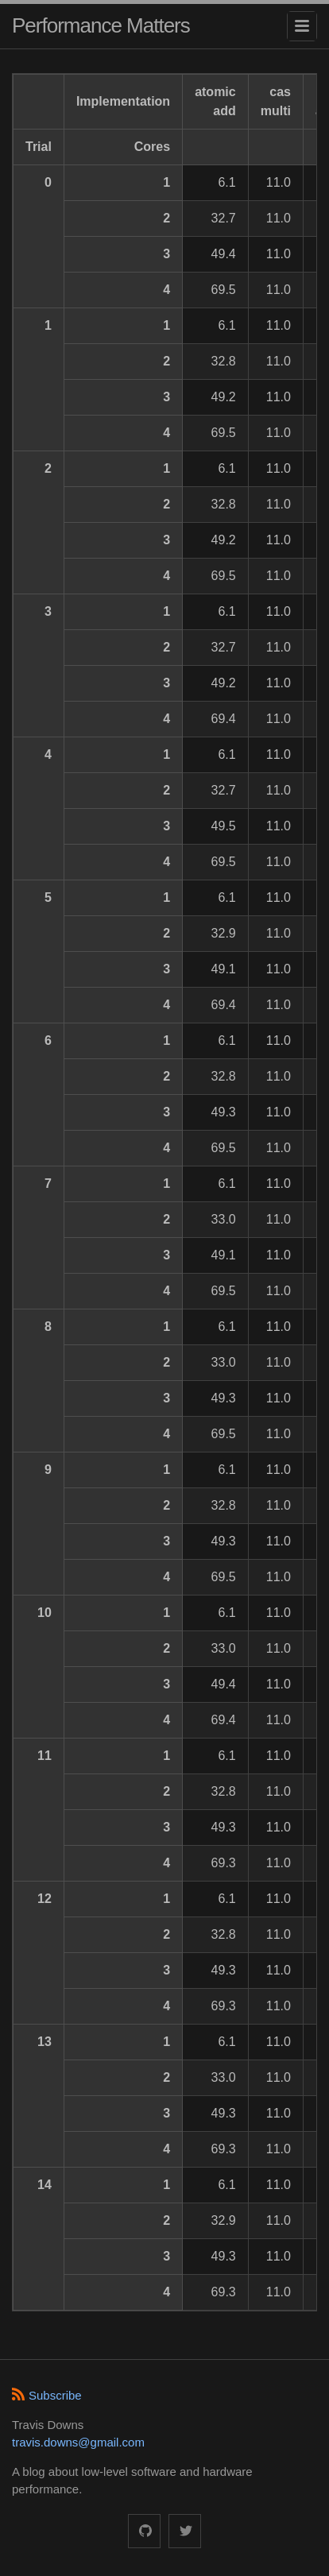 Performance Matters
Implementation atomic add cas multi
Trial Cores
0 1 6.1 11.0
2 32.7 11.0
3 49.4 11.0
4 69.5 11.0
1 1 6.1 11.0
2 32.8 11.0
3 49.2 11.0
4 69.5 11.0
2 1 6.1 11.0
2 32.8 11.0
3 49.2 11.0
4 69.5 11.0
3 1 6.1 11.0
2 32.7 11.0
3 49.2 11.0
4 69.4 11.0
4 1 6.1 11.0
2 32.7 11.0
3 49.5 11.0
4 69.5 11.0
5 1 6.1 11.0
2 32.9 11.0
3 49.1 11.0
4 69.4 11.0
6 1 6.1 11.0
2 32.8 11.0
3 49.3 11.0
4 69.5 11.0
7 1 6.1 11.0
2 33.0 11.0
3 49.1 11.0
4 69.5 11.0
8 1 6.1 11.0
2 33.0 11.0
3 49.3 11.0
4 69.5 11.0
9 1 6.1 11.0
2 32.8 11.0
3 49.3 11.0
4 69.5 11.0
10 1 6.1 11.0
2 33.0 11.0
3 49.4 11.0
4 69.4 11.0
11 1 6.1 11.0
2 32.8 11.0
3 49.3 11.0
4 69.3 11.0
12 1 6.1 11.0
2 32.8 11.0
3 49.3 11.0
4 69.3 11.0
13 1 6.1 11.0
2 33.0 11.0
3 49.3 11.0
4 69.3 11.0
14 1 6.1 11.0
2 32.9 11.0
3 49.3 11.0
4 69.3 11.0
Subscribe
Travis Downs
travis.downs@gmail.com
A blog about low-level software and hardware
performance.